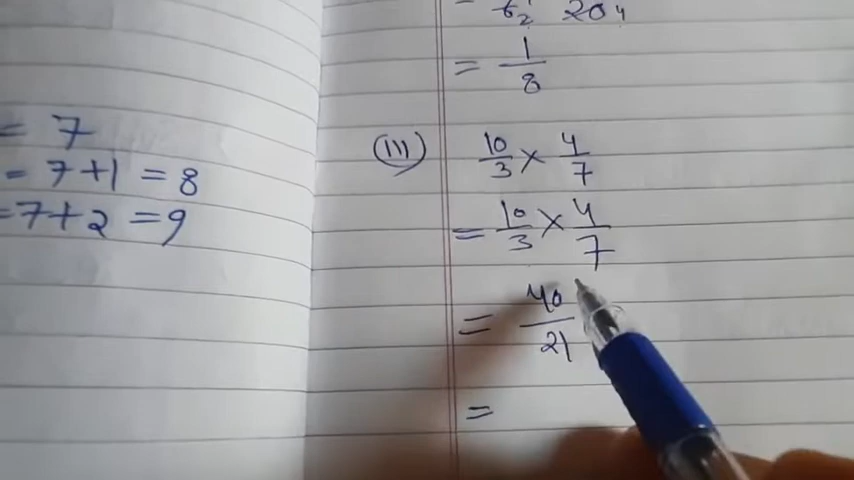 = 7
= 7+1 = 8
=7+2 = 9
= 1/8
(III) 10/3 × 4/7
= 10/3 × 4/7
= 40/21
=